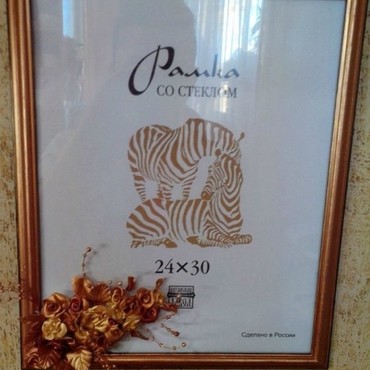 Рамка
СО СТЕКЛОМ
24×30
Сделано в России